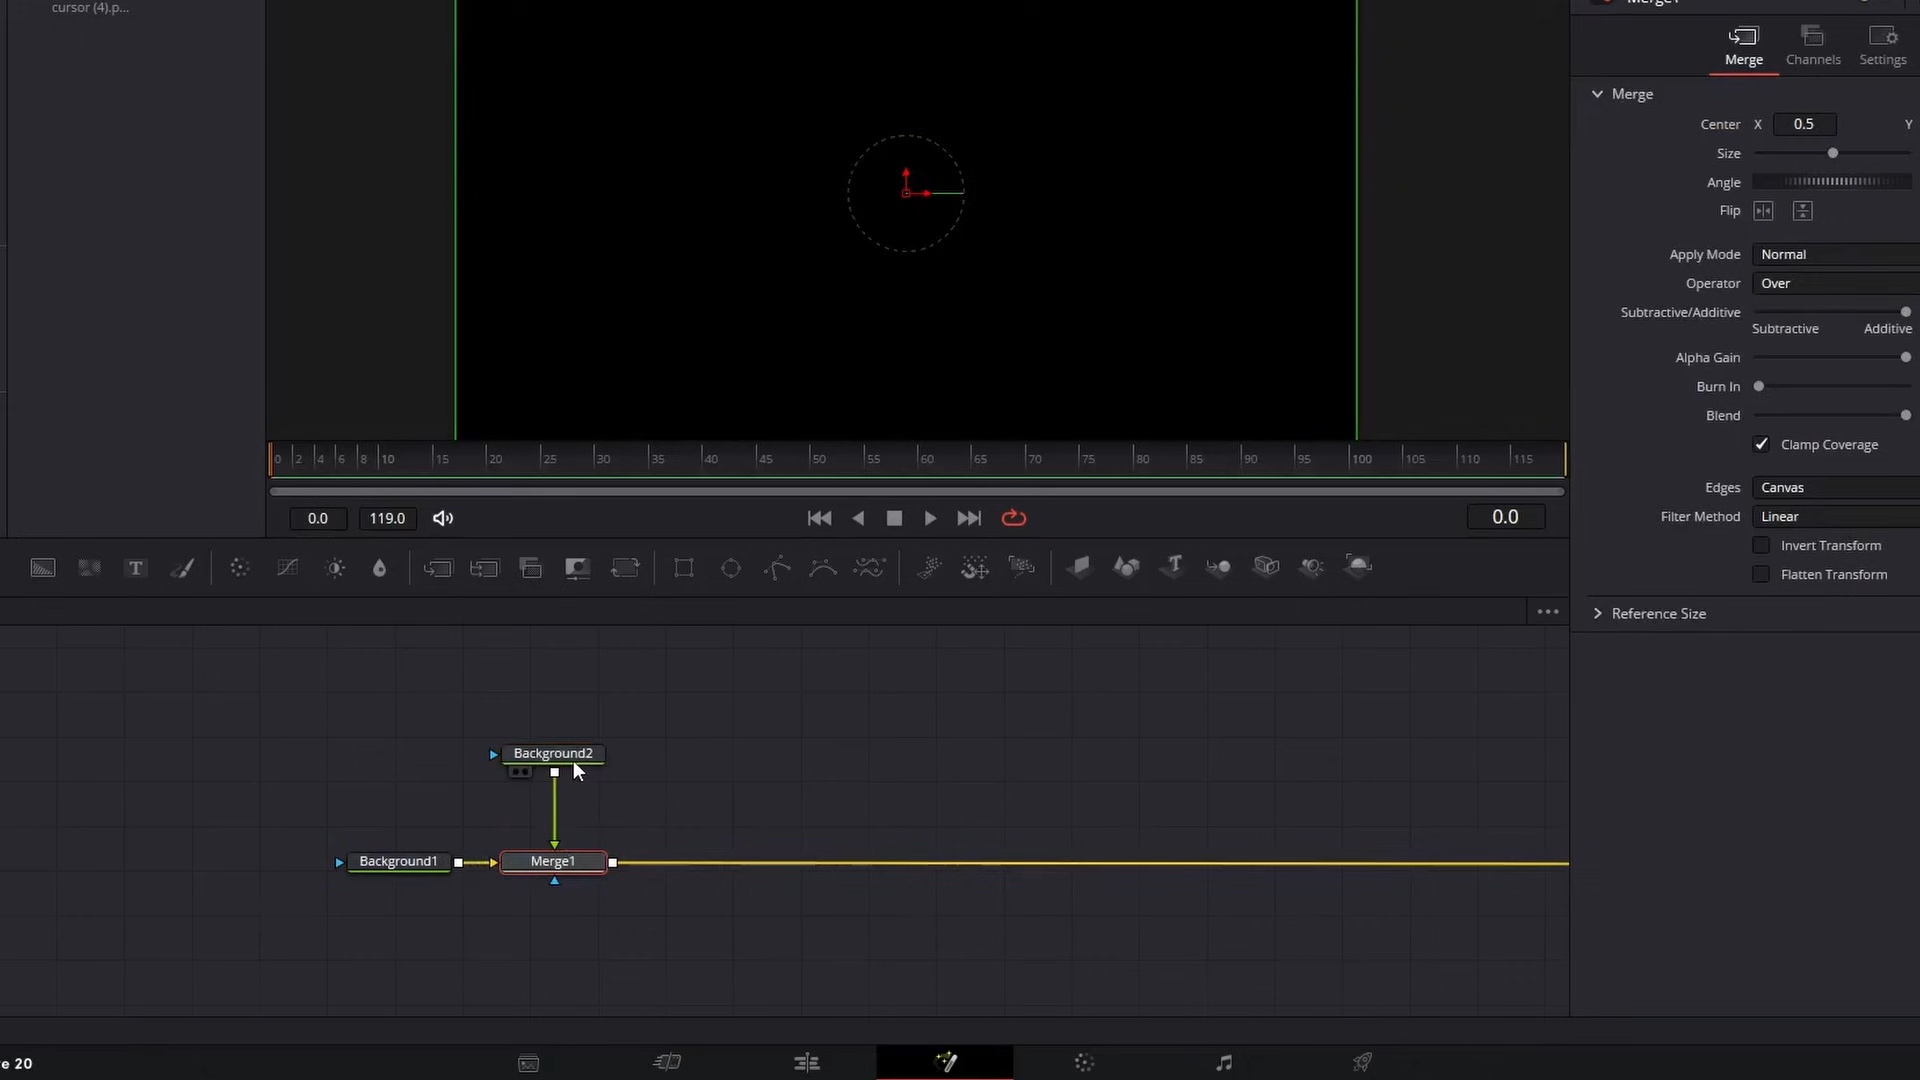 cursor (4).p...
Merge1
Merge
Channels
Settings
Merge
Center X 0.5 Y
Size
Angle
Flip
Apply Mode Normal
Operator Over
Subtractive/Additive
Subtractive Additive
Alpha Gain
Burn In
Blend
Clamp Coverage
Edges Canvas
Filter Method Linear
Invert Transform
Flatten Transform
Reference Size
0 2 4 6 8 10 15 20 25 30 35 40 45 50 55 60 65 70 75 80 85 90 95 100 105 110 115
0.0 119.0 0.0
T
T
Background2
Background1 Merge1
e 20